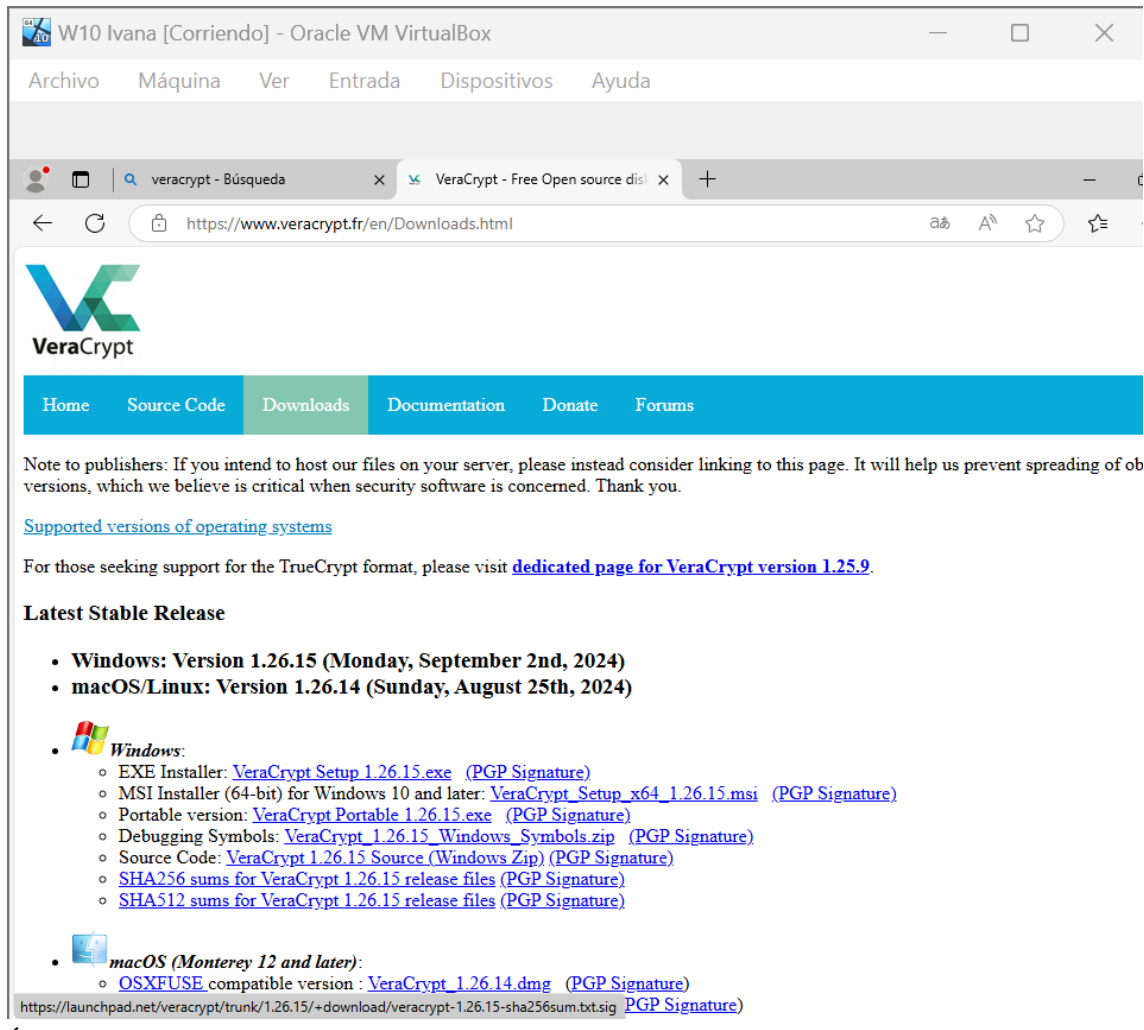 W10 Ivana [Corriendo] - Oracle VM VirtualBox
Archivo Máquina Ver Entrada Dispositivos Ayuda
veracrypt - Búsqueda VeraCrypt - Free Open source disk
https://www.veracrypt.fr/en/Downloads.html
VeraCrypt
Home Source Code Downloads Documentation Donate Forums
Note to publishers: If you intend to host our files on your server, please instead consider linking to this page. It will help us prevent spreading of ob
versions, which we believe is critical when security software is concerned. Thank you.
Supported versions of operating systems
For those seeking support for the TrueCrypt format, please visit dedicated page for VeraCrypt version 1.25.9.
Latest Stable Release
• Windows: Version 1.26.15 (Monday, September 2nd, 2024)
• macOS/Linux: Version 1.26.14 (Sunday, August 25th, 2024)
• Windows:
EXE Installer: VeraCrypt Setup 1.26.15.exe (PGP Signature)
MSI Installer (64-bit) for Windows 10 and later: VeraCrypt_Setup_x64_1.26.15.msi (PGP Signature)
Portable version: VeraCrypt Portable 1.26.15.exe (PGP Signature)
Debugging Symbols: VeraCrypt_1.26.15_Windows_Symbols.zip (PGP Signature)
Source Code: VeraCrypt 1.26.15 Source (Windows Zip) (PGP Signature)
SHA256 sums for VeraCrypt 1.26.15 release files (PGP Signature)
SHA512 sums for VeraCrypt 1.26.15 release files (PGP Signature)
• macOS (Monterey 12 and later):
OSXFUSE compatible version : VeraCrypt_1.26.14.dmg (PGP Signature)
https://launchpad.net/veracrypt/trunk/1.26.15/+download/veracrypt-1.26.15-sha256sum.txt.sig PGP Signature)